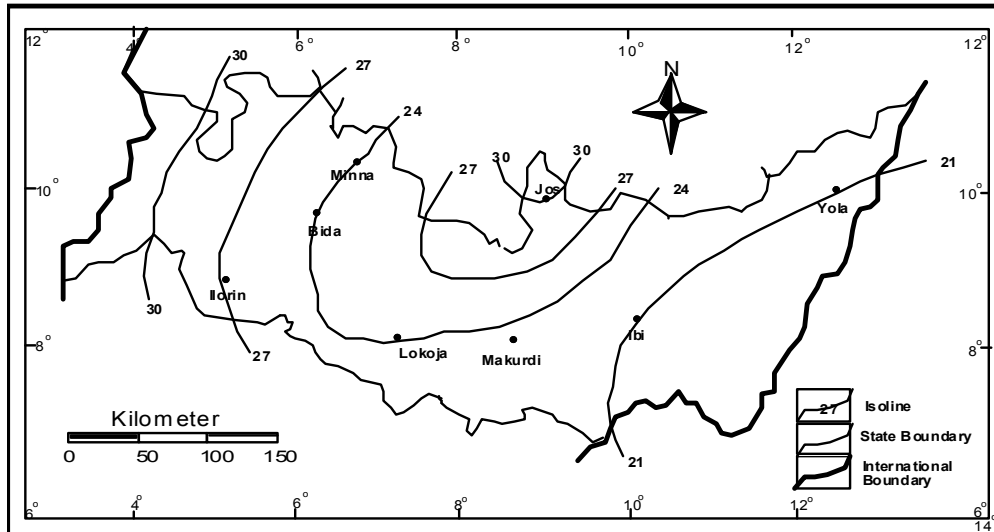 12° 4° 6° 8° 10° 12° 12°
30
27
N
24
30 30
27 27 24 21
Minna Jos
10° 10°
Yola
Bida
Ilorin
30
Ibi
8° Lokoja Makurdi 8°
27
27 Isoline
Kilometer
State Boundary
0 50 100 150
21
International
Boundary
6° 4° 6° 8° 10° 12° 6°
14°